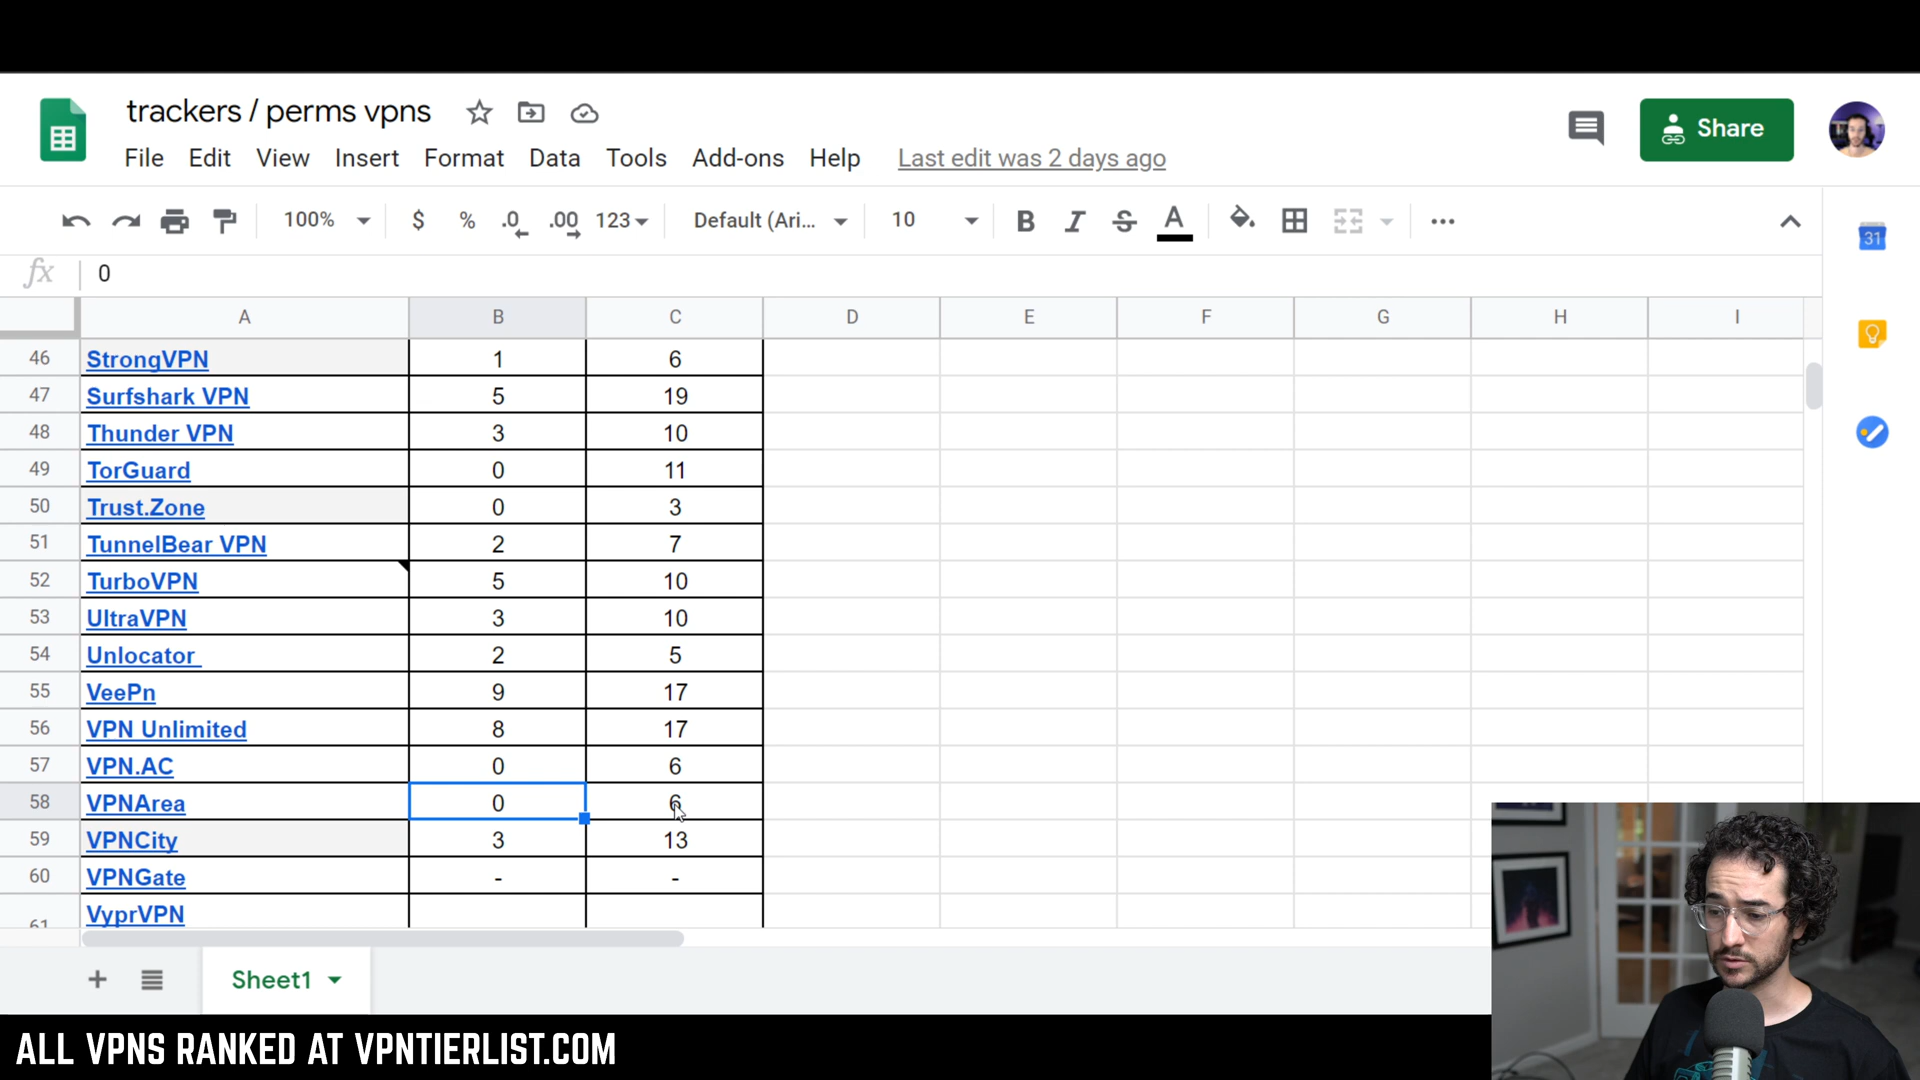 trackers / perms vpns
Share
File Edit View Insert Format Data Tools Add-ons Help Last edit was 2 days ago
100% $ % .0 .00 123 Default (Ari... 10 B I S A ...
31
fx 0
A B C D E F G H I
46 StrongVPN 1 6
47 Surfshark VPN 5 19
48 Thunder VPN 3 10
49 TorGuard 0 11
50 Trust.Zone 0 3
51 TunnelBear VPN 2 7
52 TurboVPN 5 10
53 UltraVPN 3 10
54 Unlocator 2 5
55 VeePn 9 17
56 VPN Unlimited 8 17
57 VPN.AC 0 6
58 VPNArea 0 6
59 VPNCity 3 13
60 VPNGate - -
61 VyprVPN
+ Sheet1
ALL VPNS RANKED AT VPNTIERLIST.COM